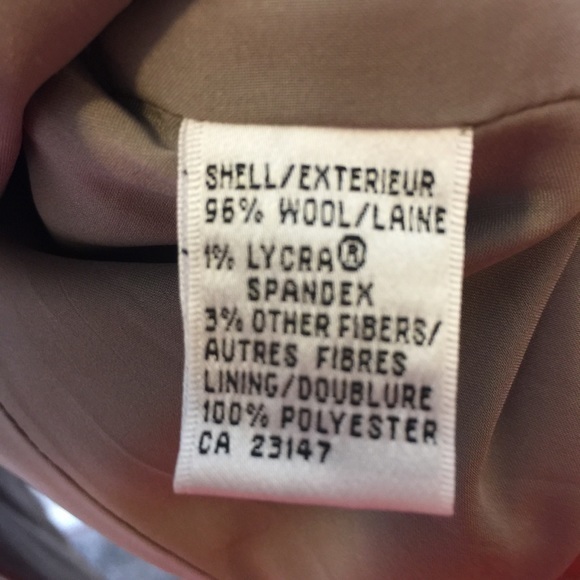 SHELL/EXTERIEUR
96% WOOL/LAINE
1% LYCRA®
SPANDEX
3% OTHER FIBERS/
AUTRES FIBRES
LINING/DOUBLURE
100% POLYESTER
CA 23147